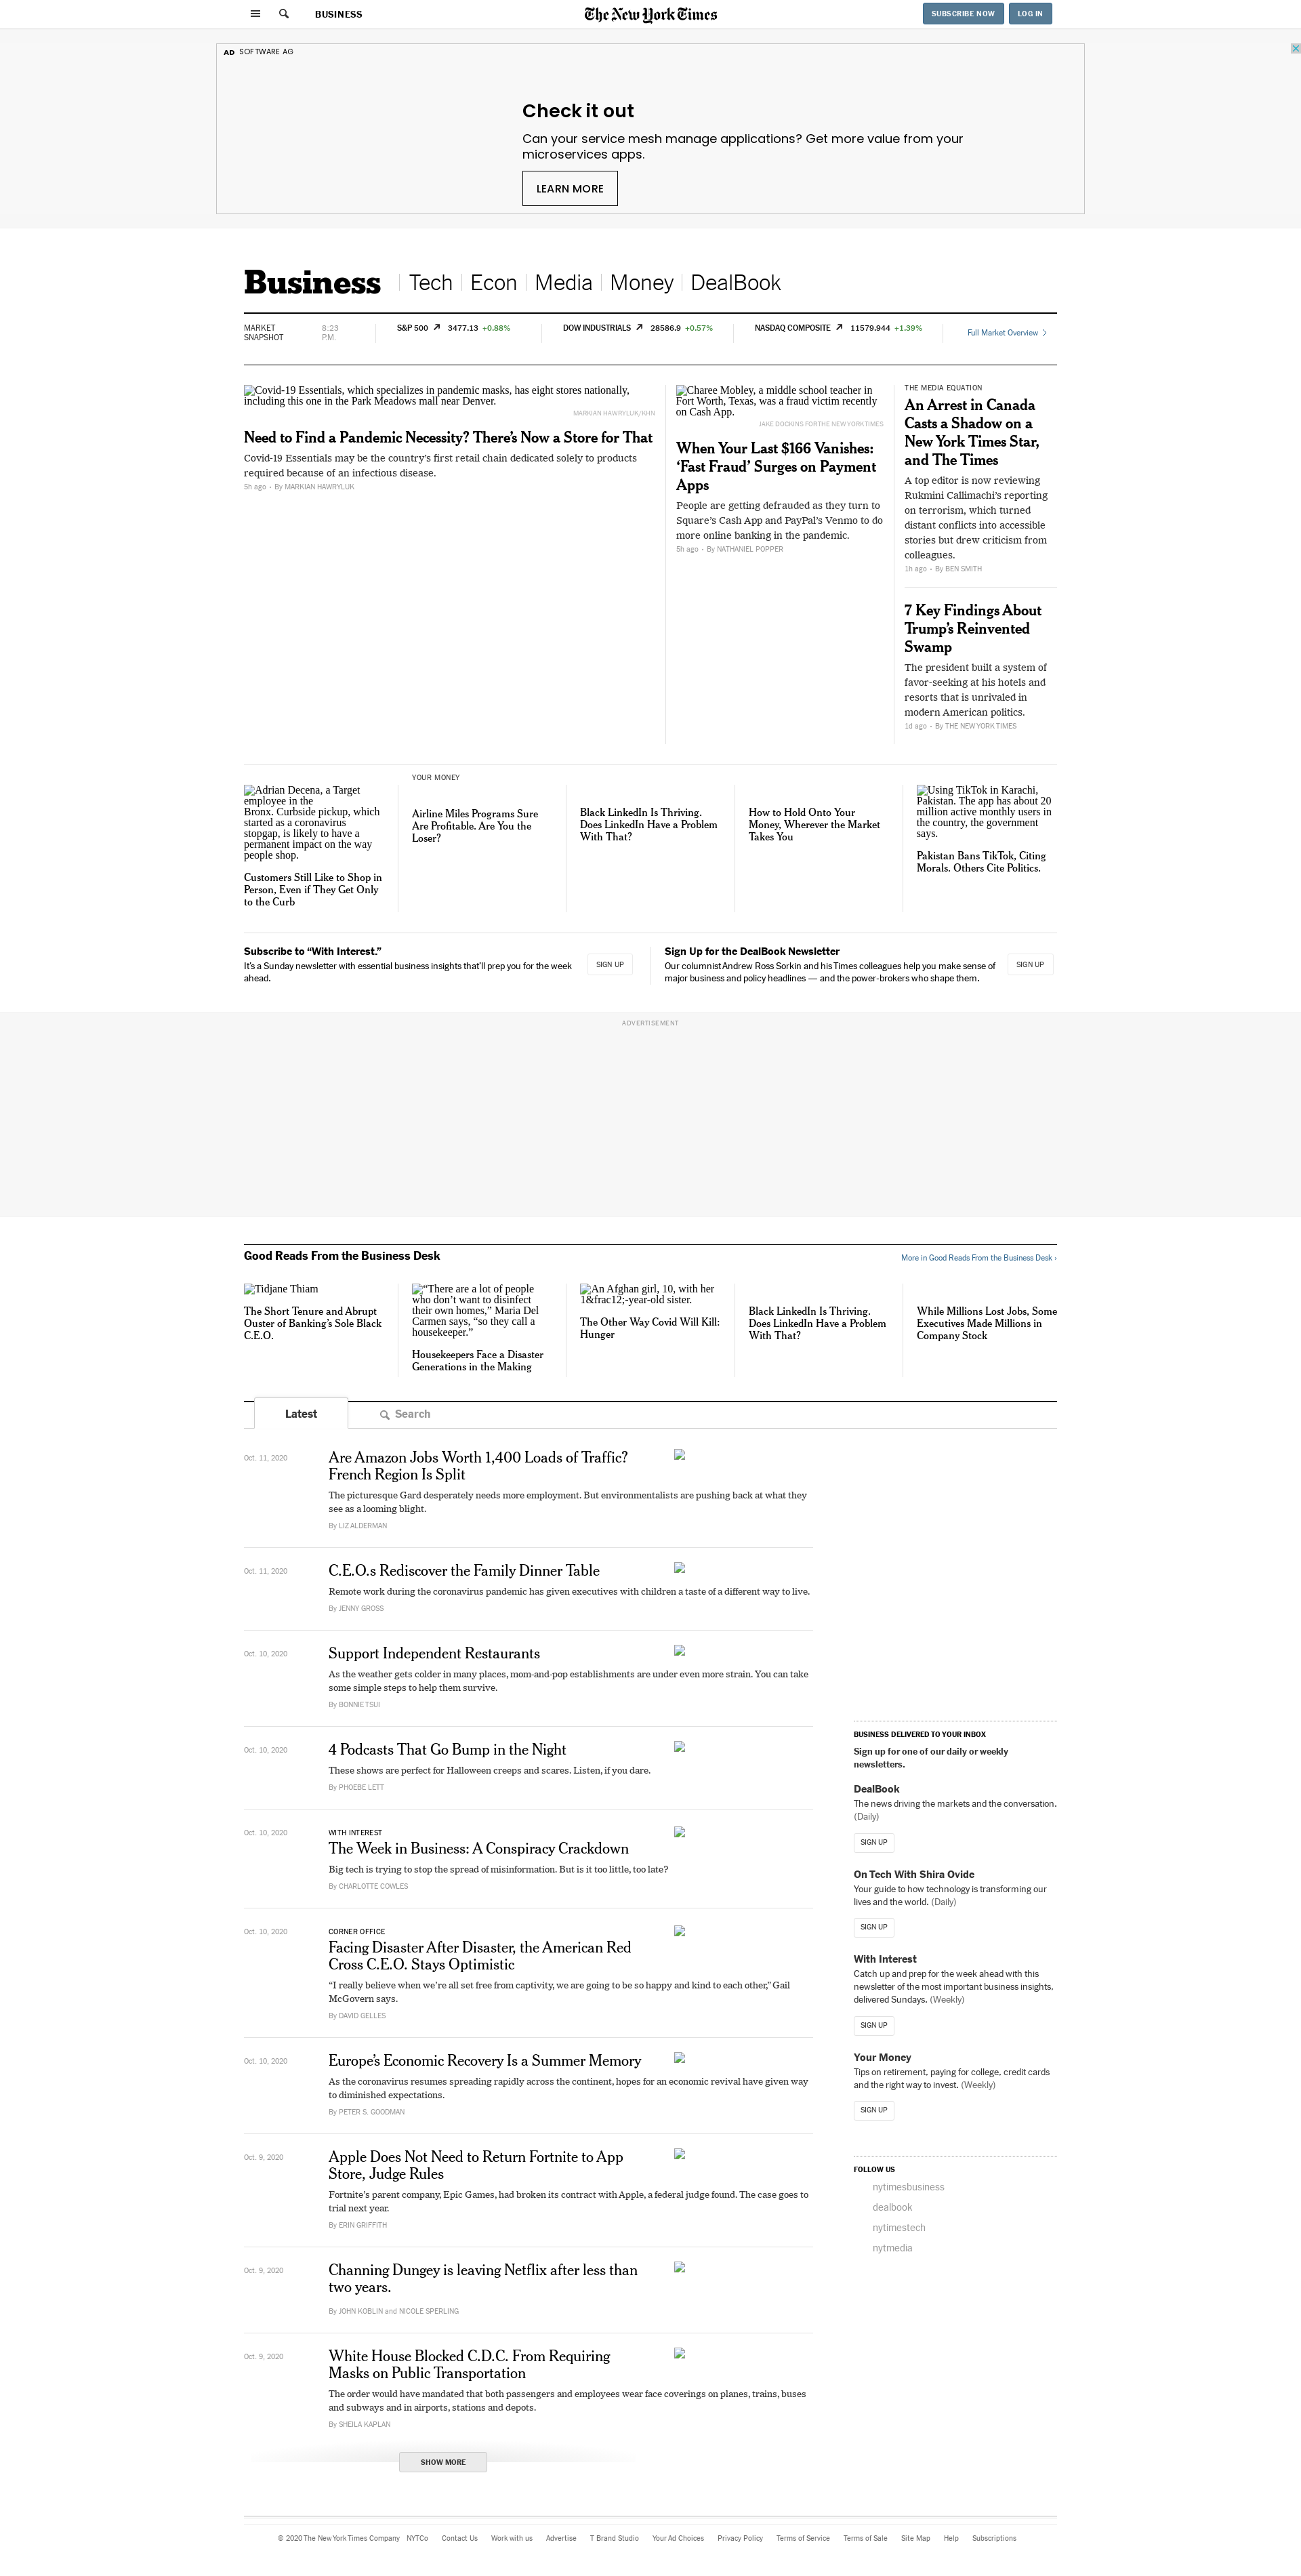 BUSINESS
The New York Times
SUBSCRIBE NOW
LOG IN
AD SOFTWARE AG
Check it out
Can your service mesh manage applications? Get more value from your
microservices apps.
LEARN MORE
Business
Tech
Econ
Media
Money
DealBook
MARKET
SNAPSHOT
8:23
P.M.
S&P 500 3477.13 +0.88%
DOW INDUSTRIALS 28586.9 +0.57%
NASDAQ COMPOSITE 11579.944 +1.39%
Full Market Overview
Covid-19 Essentials, which specializes in pandemic masks, has eight stores nationally,
including this one in the Park Meadows mall near Denver.
MARKIAN HAWRYLUK/KHN
Need to Find a Pandemic Necessity? There’s Now a Store for That
Covid-19 Essentials may be the country’s first retail chain dedicated solely to products
required because of an infectious disease.
5h ago • By MARKIAN HAWRYLUK
Charee Mobley, a middle school teacher in
Fort Worth, Texas, was a fraud victim recently
on Cash App.
JAKE DOCKINS FOR THE NEW YORK TIMES
When Your Last $166 Vanishes:
‘Fast Fraud’ Surges on Payment
Apps
People are getting defrauded as they turn to
Square’s Cash App and PayPal’s Venmo to do
more online banking in the pandemic.
5h ago • By NATHANIEL POPPER
THE MEDIA EQUATION
An Arrest in Canada
Casts a Shadow on a
New York Times Star,
and The Times
A top editor is now reviewing
Rukmini Callimachi’s reporting
on terrorism, which turned
distant conflicts into accessible
stories but drew criticism from
colleagues.
1h ago • By BEN SMITH
7 Key Findings About
Trump’s Reinvented
Swamp
The president built a system of
favor-seeking at his hotels and
resorts that is unrivaled in
modern American politics.
1d ago • By THE NEW YORK TIMES
Adrian Decena, a Target
employee in the
Bronx. Curbside pickup, which
started as a coronavirus
stopgap, is likely to have a
permanent impact on the way
people shop.
Customers Still Like to Shop in
Person, Even if They Get Only
to the Curb
YOUR MONEY
Airline Miles Programs Sure
Are Profitable. Are You the
Loser?
Black LinkedIn Is Thriving.
Does LinkedIn Have a Problem
With That?
How to Hold Onto Your
Money, Wherever the Market
Takes You
Using TikTok in Karachi,
Pakistan. The app has about 20
million active monthly users in
the country, the government
says.
Pakistan Bans TikTok, Citing
Morals. Others Cite Politics.
Subscribe to “With Interest.”
It’s a Sunday newsletter with essential business insights that’ll prep you for the week
ahead.
SIGN UP
Sign Up for the DealBook Newsletter
Our columnist Andrew Ross Sorkin and his Times colleagues help you make sense of
major business and policy headlines — and the power-brokers who shape them.
SIGN UP
ADVERTISEMENT
Good Reads From the Business Desk
More in Good Reads From the Business Desk ›
Tidjane Thiam
The Short Tenure and Abrupt
Ouster of Banking’s Sole Black
C.E.O.
“There are a lot of people
who don’t want to disinfect
their own homes,” Maria Del
Carmen says, “so they call a
housekeeper.”
Housekeepers Face a Disaster
Generations in the Making
An Afghan girl, 10, with her
1&frac12;-year-old sister.
The Other Way Covid Will Kill:
Hunger
Black LinkedIn Is Thriving.
Does LinkedIn Have a Problem
With That?
While Millions Lost Jobs, Some
Executives Made Millions in
Company Stock
Latest
Search
Oct. 11, 2020
Are Amazon Jobs Worth 1,400 Loads of Traffic?
French Region Is Split
The picturesque Gard desperately needs more employment. But environmentalists are pushing back at what they
see as a looming blight.
By LIZ ALDERMAN
Oct. 11, 2020
C.E.O.s Rediscover the Family Dinner Table
Remote work during the coronavirus pandemic has given executives with children a taste of a different way to live.
By JENNY GROSS
Oct. 10, 2020
Support Independent Restaurants
As the weather gets colder in many places, mom-and-pop establishments are under even more strain. You can take
some simple steps to help them survive.
By BONNIE TSUI
Oct. 10, 2020
4 Podcasts That Go Bump in the Night
These shows are perfect for Halloween creeps and scares. Listen, if you dare.
By PHOEBE LETT
Oct. 10, 2020
WITH INTEREST
The Week in Business: A Conspiracy Crackdown
Big tech is trying to stop the spread of misinformation. But is it too little, too late?
By CHARLOTTE COWLES
Oct. 10, 2020
CORNER OFFICE
Facing Disaster After Disaster, the American Red
Cross C.E.O. Stays Optimistic
“I really believe when we’re all set free from captivity, we are going to be so happy and kind to each other,” Gail
McGovern says.
By DAVID GELLES
Oct. 10, 2020
Europe’s Economic Recovery Is a Summer Memory
As the coronavirus resumes spreading rapidly across the continent, hopes for an economic revival have given way
to diminished expectations.
By PETER S. GOODMAN
Oct. 9, 2020
Apple Does Not Need to Return Fortnite to App
Store, Judge Rules
Fortnite’s parent company, Epic Games, had broken its contract with Apple, a federal judge found. The case goes to
trial next year.
By ERIN GRIFFITH
Oct. 9, 2020
Channing Dungey is leaving Netflix after less than
two years.
By JOHN KOBLIN and NICOLE SPERLING
Oct. 9, 2020
White House Blocked C.D.C. From Requiring
Masks on Public Transportation
The order would have mandated that both passengers and employees wear face coverings on planes, trains, buses
and subways and in airports, stations and depots.
By SHEILA KAPLAN
SHOW MORE
BUSINESS DELIVERED TO YOUR INBOX
Sign up for one of our daily or weekly
newsletters.
DealBook
The news driving the markets and the conversation.
(Daily)
SIGN UP
On Tech With Shira Ovide
Your guide to how technology is transforming our
lives and the world. (Daily)
SIGN UP
With Interest
Catch up and prep for the week ahead with this
newsletter of the most important business insights.
delivered Sundays. (Weekly)
SIGN UP
Your Money
Tips on retirement, paying for college, credit cards
and the right way to invest. (Weekly)
SIGN UP
FOLLOW US
nytimesbusiness
dealbook
nytimestech
nytmedia
© 2020 The New York Times Company NYTCo Contact Us Work with us Advertise T Brand Studio Your Ad Choices Privacy Policy Terms of Service Terms of Sale Site Map Help Subscriptions